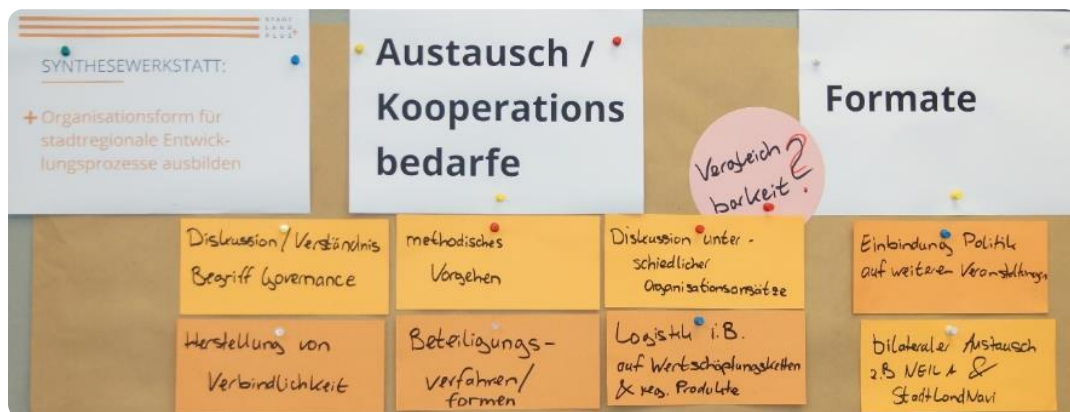 STADT
LAND
PLUS+
SYNTHESEWERKSTATT:
+ Organisationsform für
stadtregionale Entwick-
lungsprozesse ausbilden
Austausch /
Kooperations
bedarfe
Vergleich
barkeit?
Formate
Diskussion/Verständnis
Begriff Governance
methodisches
Vorgehen
Diskussion unter-
schiedlicher
Organisationsansätze
Einbindung Politik
auf weiteren Veranstaltungen
Herstellung von
Verbindlichkeit
Beteiligungs-
verfahren/
formen
Logistik i.B.
auf Wertschöpfungsketten
& reg. Produkte
bilateraler Austausch
z.B NEILA &
StadtLandNavi